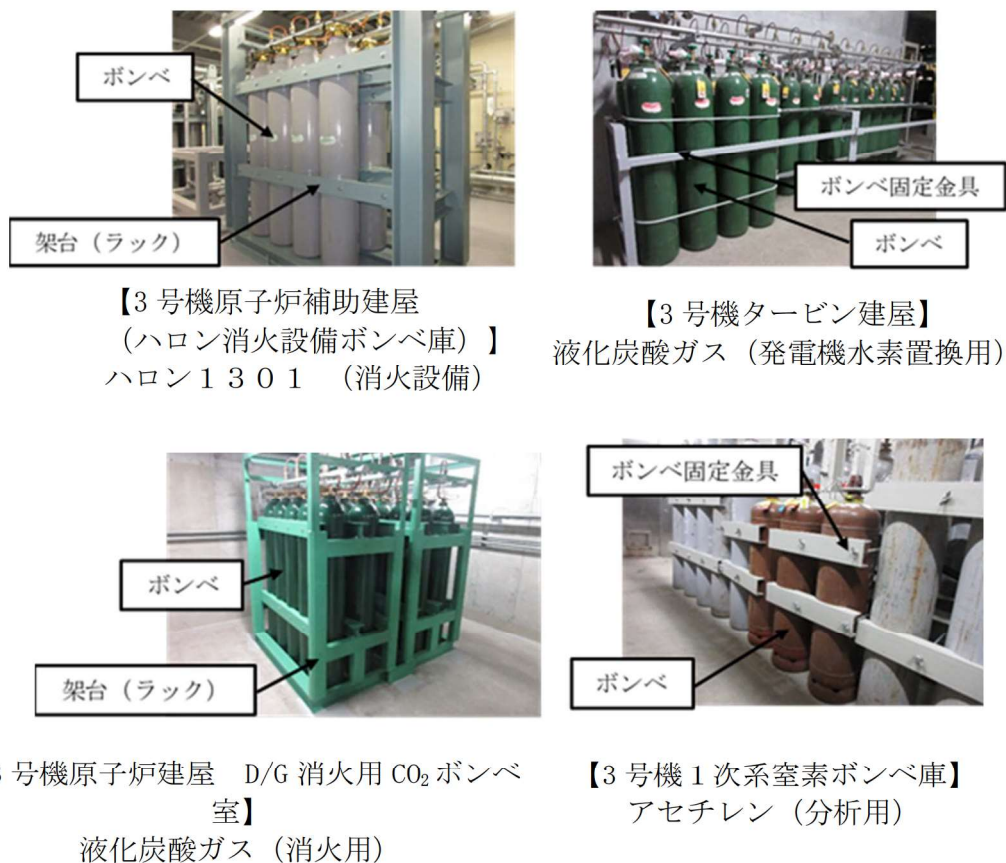 ボンベ
架台（ラック）
【3 号機原子炉補助建屋
（ハロン消火設備ボンベ庫）】
ハロン１３０１　（消火設備）
ボンベ固定金具
ボンベ
【3 号機タービン建屋】
液化炭酸ガス（発電機水素置換用）
ボンベ
架台（ラック）
号機原子炉建屋　D/G 消火用 CO₂ ボンベ
室】
液化炭酸ガス（消火用）
ボンベ固定金具
ボンベ
【3 号機 1 次系窒素ボンベ庫】
アセチレン（分析用）